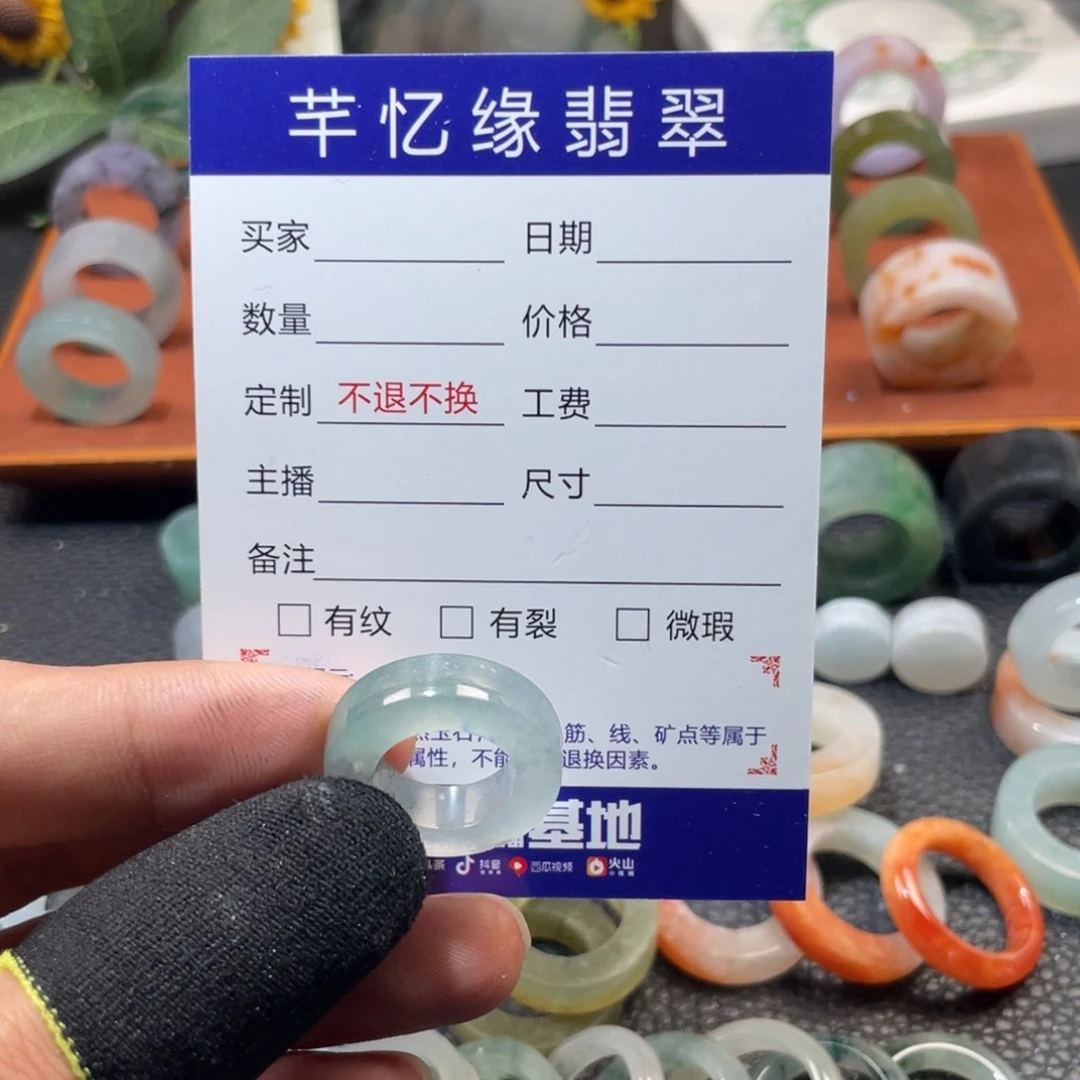 芊忆缘翡翠
买家 日期
数量 价格
定制 不退不换 工费
主播 尺寸
备注
□ 有纹 □ 有裂 □ 微瑕
筋、线、矿点等属于
属性，不能 退换因素。
基地
抖音 西瓜视频 火山